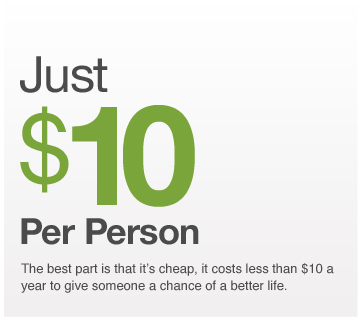 Just
$10
Per Person
The best part is that it's cheap, it costs less than $10 a
year to give someone a chance of a better life.